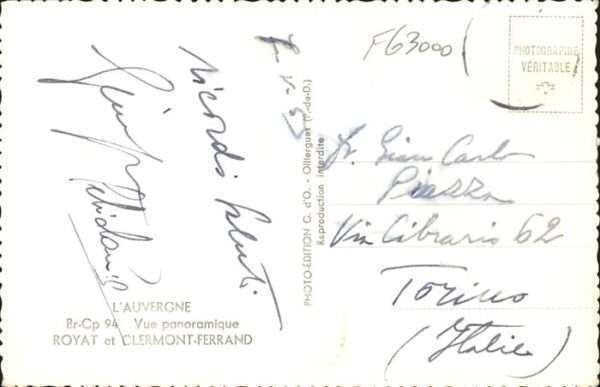 F63000
PHOTOGRAPHIE
VÉRITABLE
Ricordi Saluti
Gian Carlo
Piazza
Via Cibrario 62
Torino
(Italie)
PHOTO-EDITION G. d'O. - Olliergues (P.-de-D.)
Reproduction interdite
L'AUVERGNE
Br-Cp 94 Vue panoramique
ROYAT et CLERMONT-FERRAND